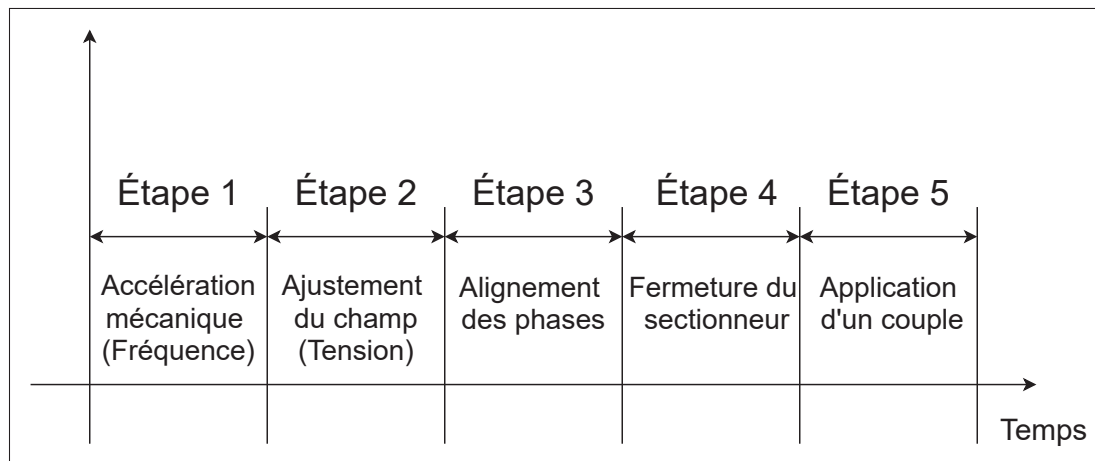 Étape 1
Étape 2
Étape 3
Étape 4
Étape 5
Accélération
mécanique
(Fréquence)
Ajustement
du champ
(Tension)
Alignement
des phases
Fermeture du
sectionneur
Application
d'un couple
Temps